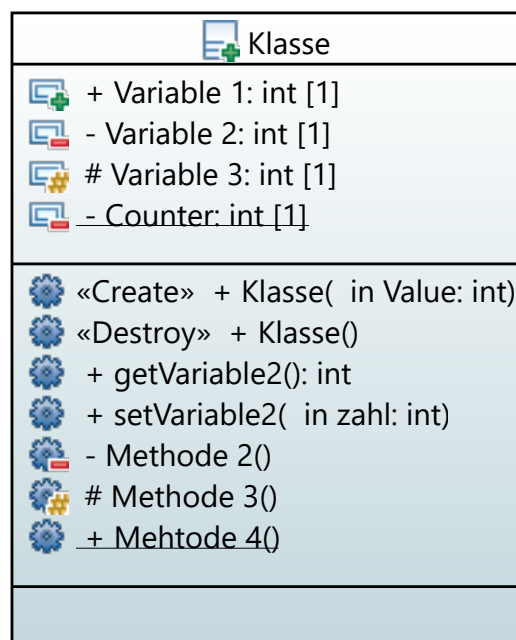 Klasse
+ Variable 1: int [1]
- Variable 2: int [1]
# Variable 3: int [1]
- Counter: int [1]
«Create» + Klasse( in Value: int)
«Destroy» + Klasse()
+ getVariable2(): int
+ setVariable2( in zahl: int)
- Methode 2()
# Methode 3()
+ Mehtode 4()